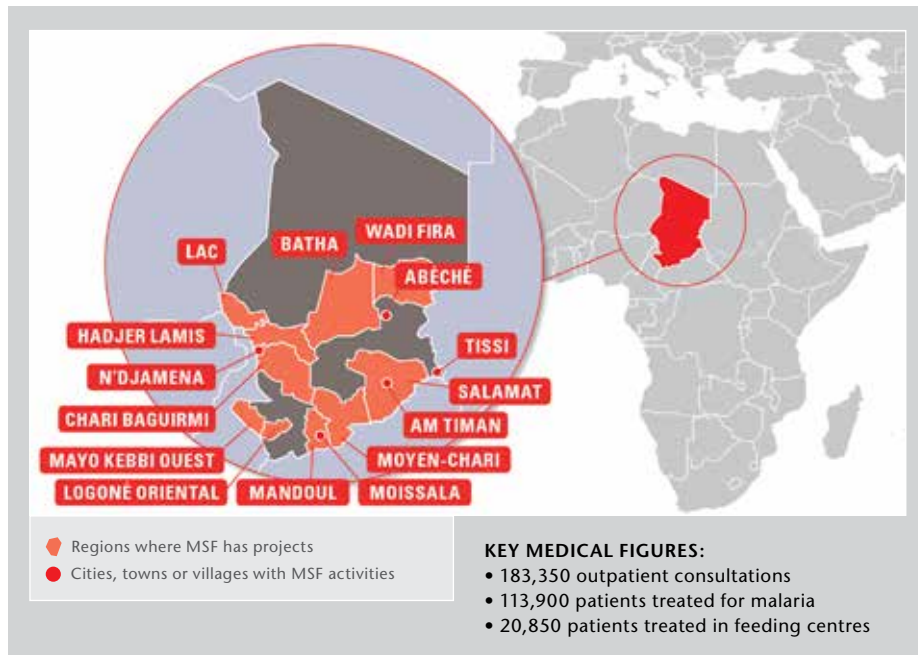 WADI FIRA
BATHA
LAC
ABÉCHÉ
HADJER LAMIS
TISSI
N'DJAMENA
SALAMAT
CHARI BAGUIRMI
AM TIMAN
MAYO KEBBI OUEST
MOYEN-CHARI
LOGONÉ ORIENTAL
MANDOUL
MOISSALA
Regions where MSF has projects
Cities, towns or villages with MSF activities
KEY MEDICAL FIGURES:
• 183,350 outpatient consultations
• 113,900 patients treated for malaria
• 20,850 patients treated in feeding centres